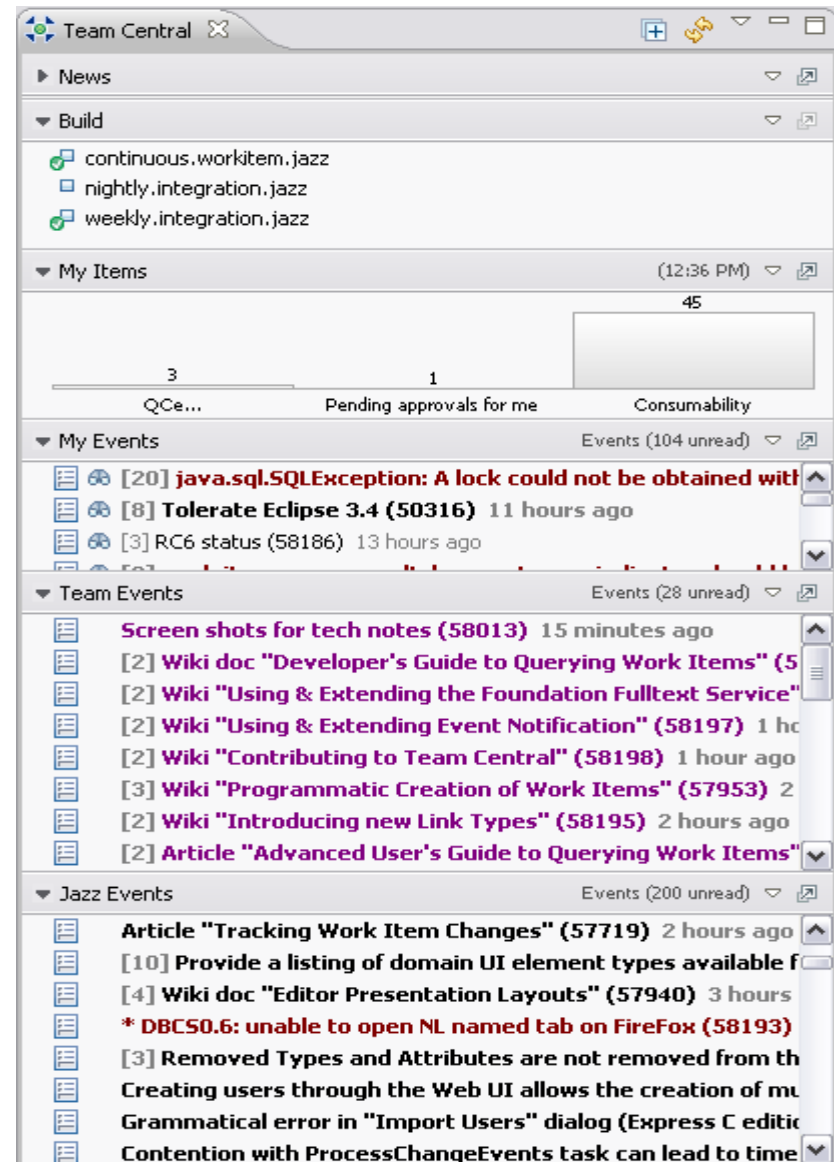 Team Central
News
Build
continuous.workitem.jazz
nightly.integration.jazz
weekly.integration.jazz
My Items (12:36 PM)
45
3 1
QCe... Pending approvals for me Consumability
My Events Events (104 unread)
[20] java.sql.SQLException: A lock could not be obtained with
[8] Tolerate Eclipse 3.4 (50316) 11 hours ago
[3] RC6 status (58186) 13 hours ago
Team Events Events (28 unread)
Screen shots for tech notes (58013) 15 minutes ago
[2] Wiki doc "Developer's Guide to Querying Work Items" (5
[2] Wiki "Using & Extending the Foundation Fulltext Service"
[2] Wiki "Using & Extending Event Notification" (58197) 1 ho
[2] Wiki "Contributing to Team Central" (58198) 1 hour ago
[3] Wiki "Programmatic Creation of Work Items" (57953) 2
[2] Wiki "Introducing new Link Types" (58195) 2 hours ago
[2] Article "Advanced User's Guide to Querying Work Items"
Jazz Events Events (200 unread)
Article "Tracking Work Item Changes" (57719) 2 hours ago
[10] Provide a listing of domain UI element types available f
[4] Wiki doc "Editor Presentation Layouts" (57940) 3 hours
* DBCS0.6: unable to open NL named tab on FireFox (58193)
[3] Removed Types and Attributes are not removed from th
Creating users through the Web UI allows the creation of mu
Grammatical error in "Import Users" dialog (Express C editio
Contention with ProcessChangeEvents task can lead to time